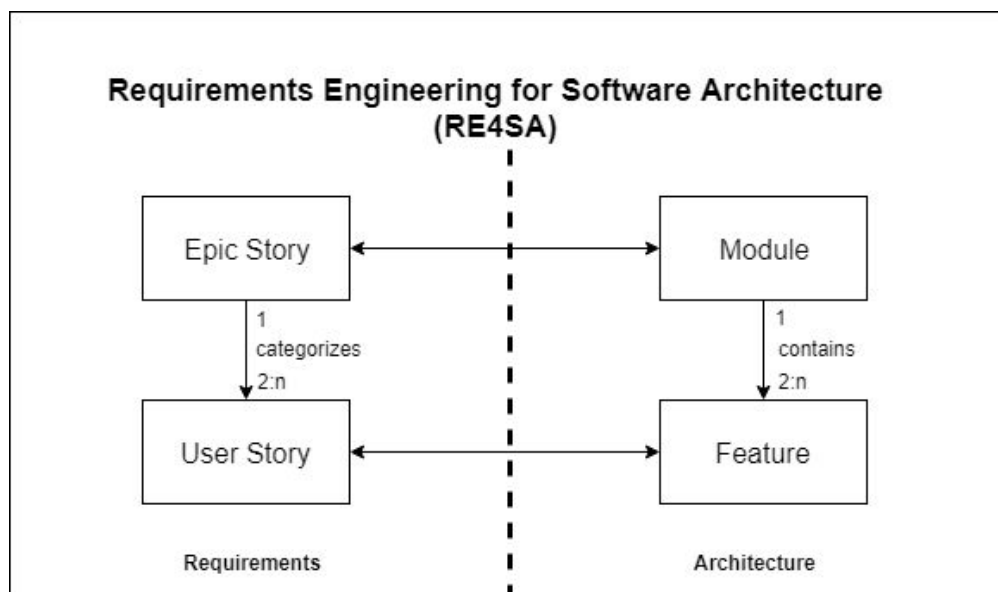 Requirements Engineering for Software Architecture
(RE4SA)
Epic Story
Module
1
categorizes
2:n
1
contains
2:n
User Story
Feature
Requirements
Architecture